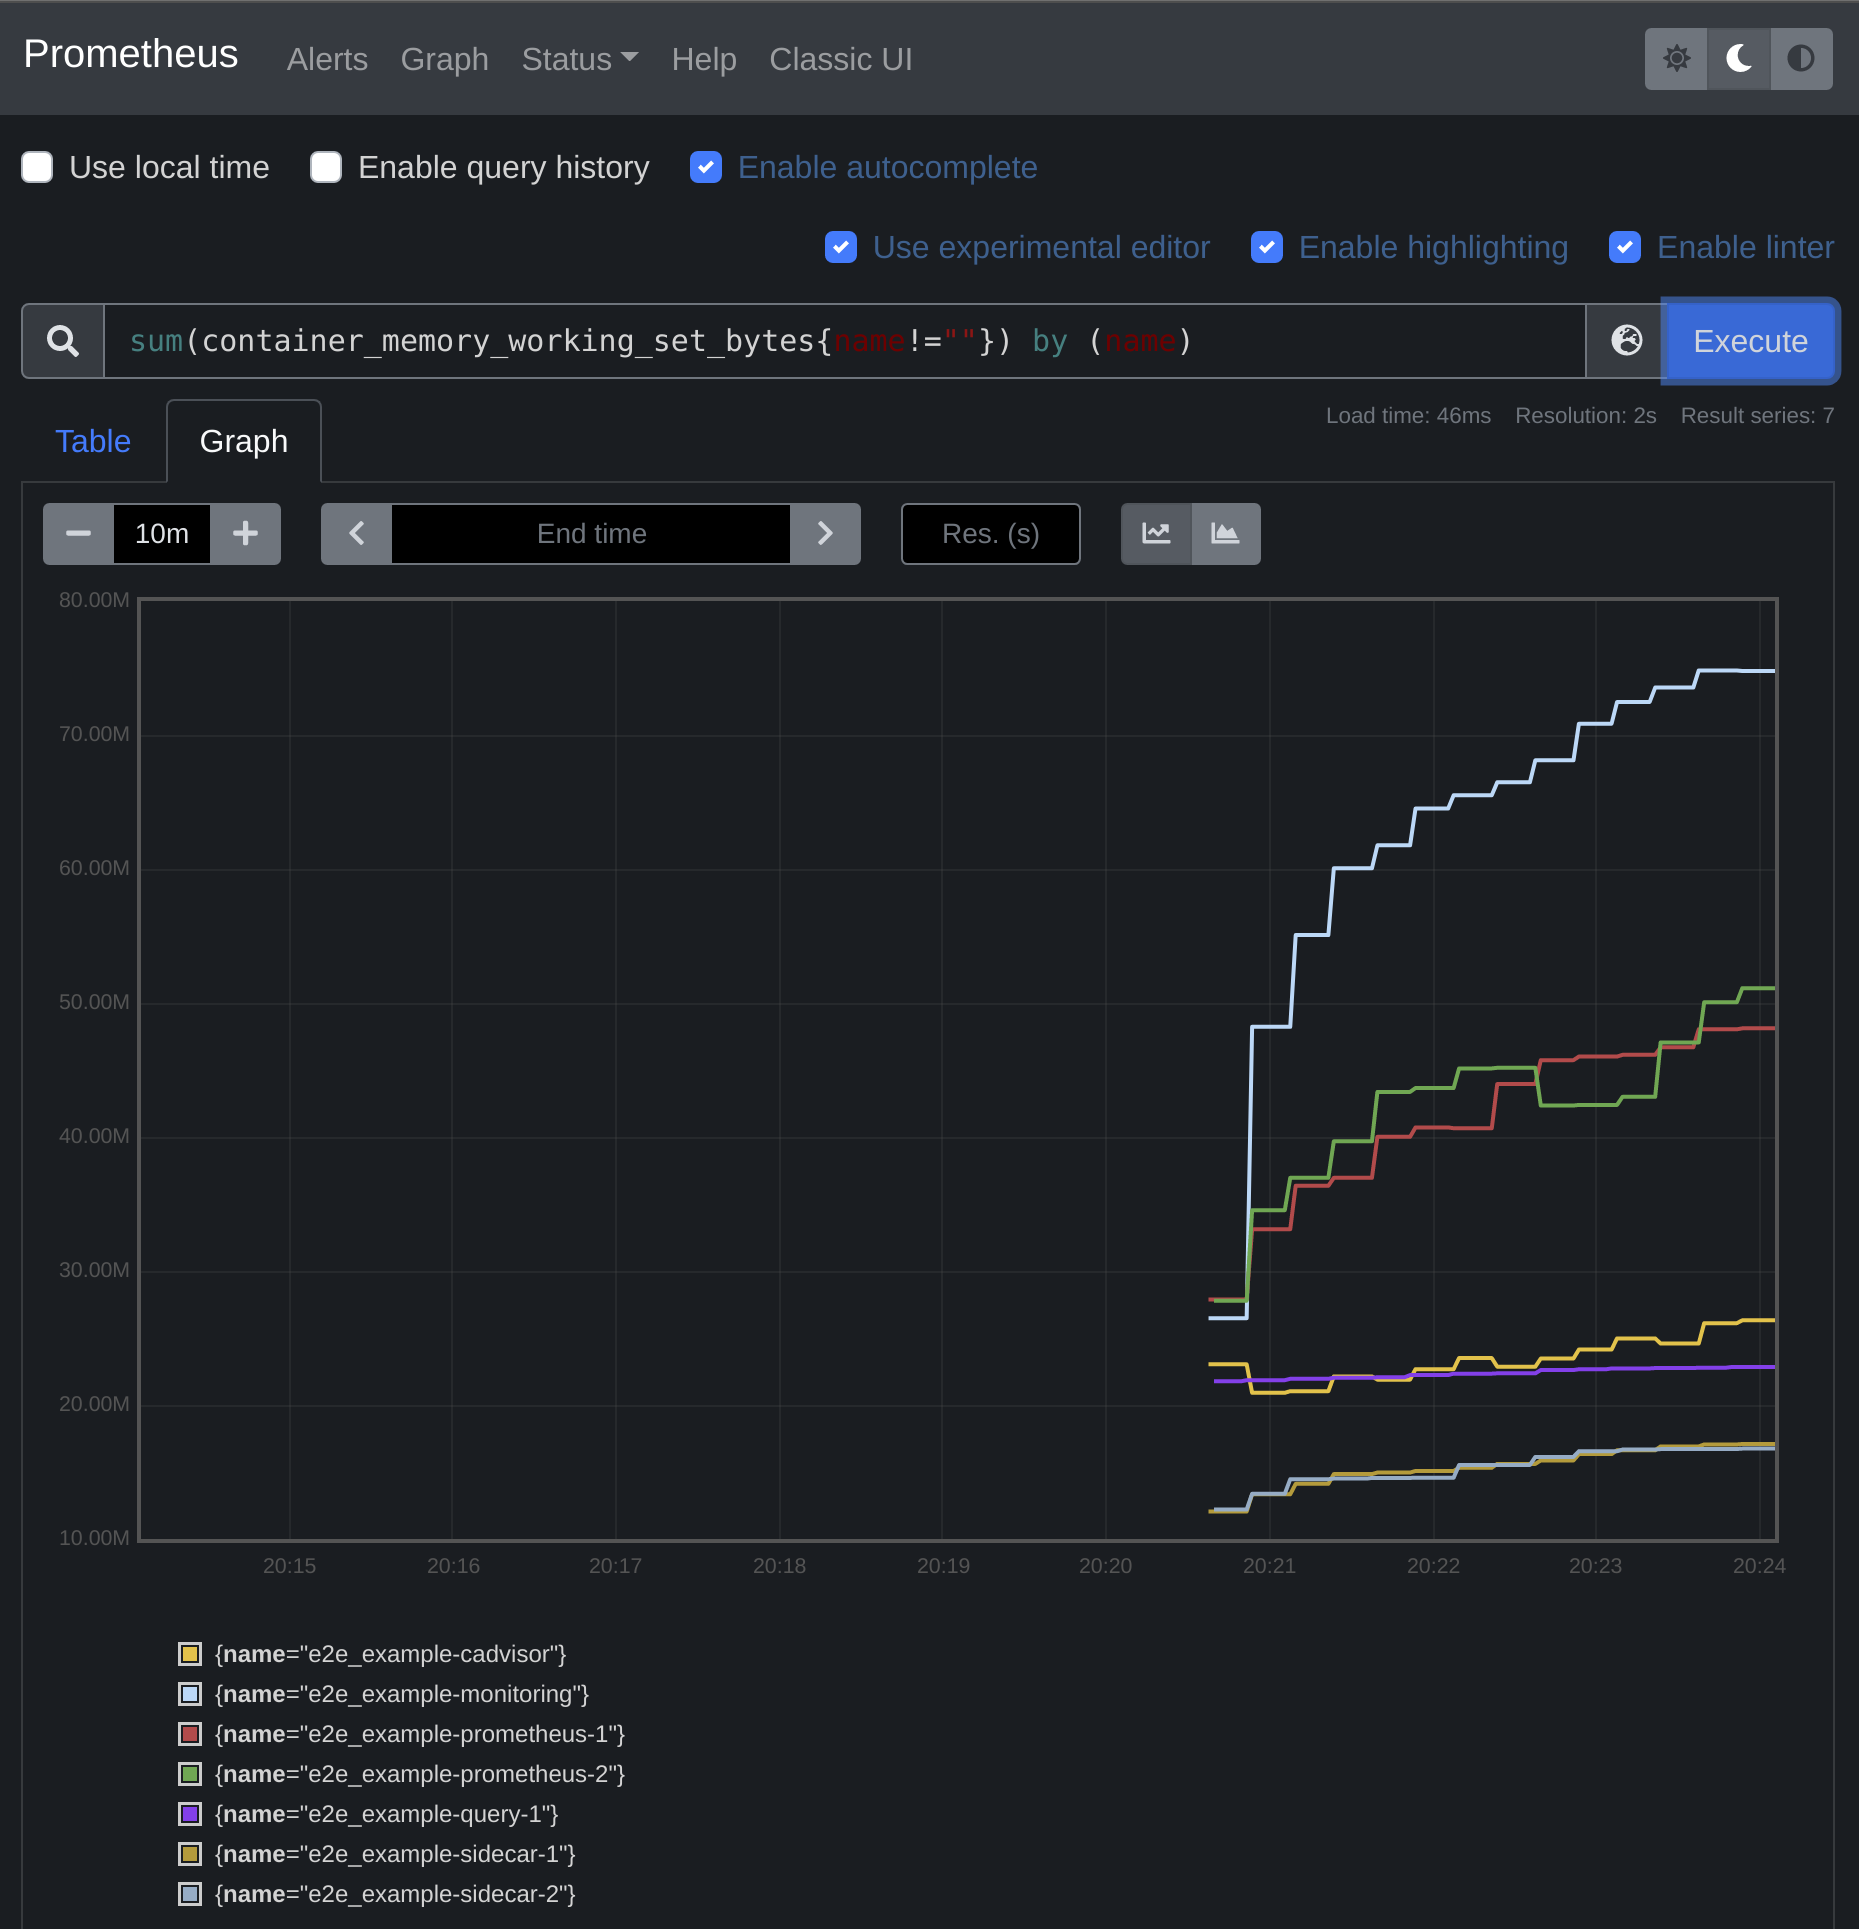 Prometheus Alerts Graph Status Help Classic UI
Use local time Enable query history Enable autocomplete
Use experimental editor Enable highlighting Enable linter
sum(container_memory_working_set_bytes{name!=""}) by (name) Execute
Load time: 46ms Resolution: 2s Result series: 7
Table Graph
10m End time Res. (s)
80.00M
70.00M
60.00M
50.00M
40.00M
30.00M
20.00M
10.00M
20:15 20:16 20:17 20:18 20:19 20:20 20:21 20:22 20:23 20:24
{name="e2e_example-cadvisor"}
{name="e2e_example-monitoring"}
{name="e2e_example-prometheus-1"}
{name="e2e_example-prometheus-2"}
{name="e2e_example-query-1"}
{name="e2e_example-sidecar-1"}
{name="e2e_example-sidecar-2"}